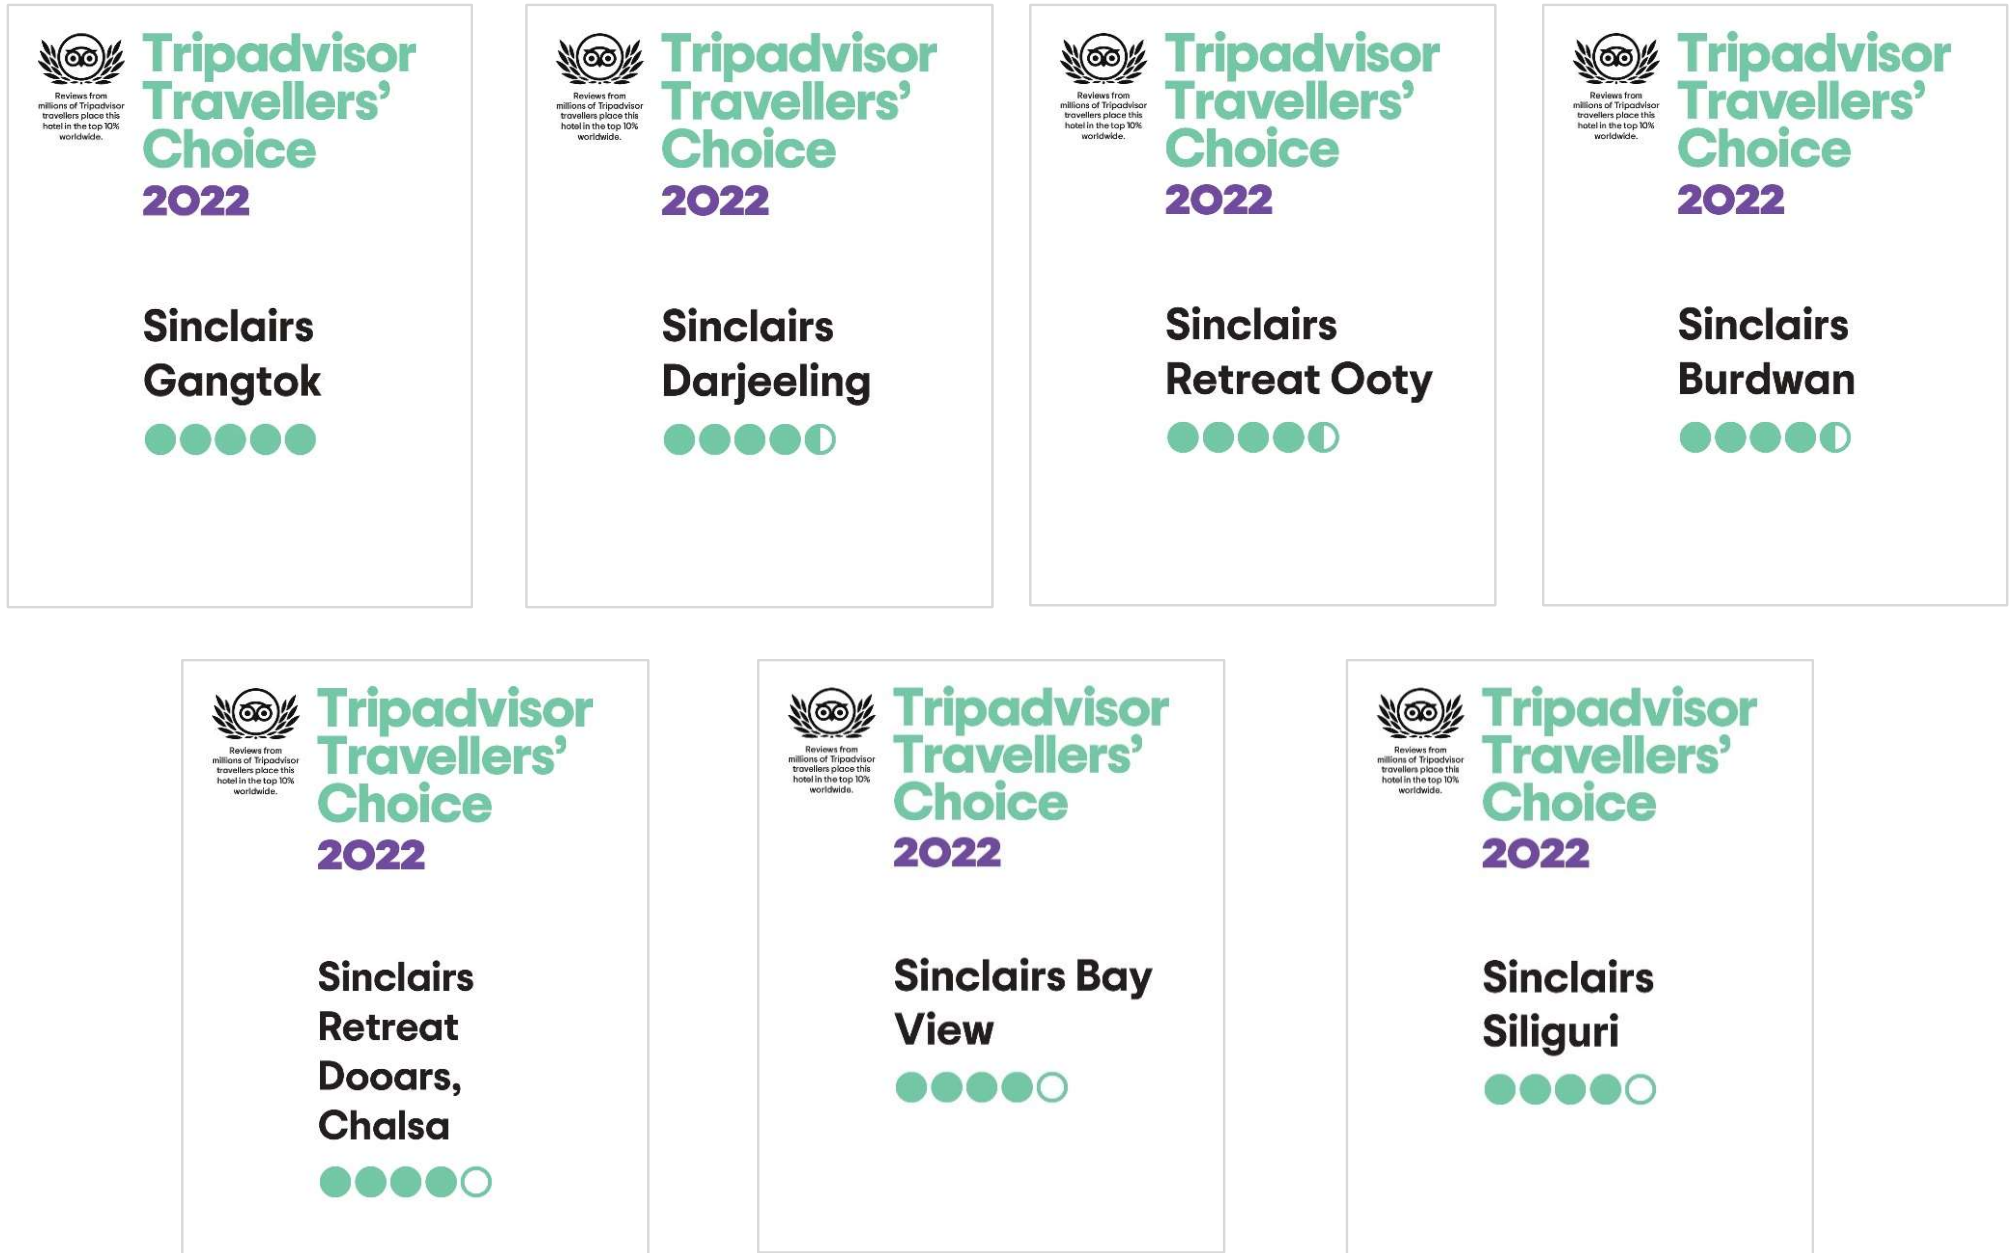 Reviews from
millions of Tripadvisor
travellers place this
hotel in the top 10%
worldwide.
Tripadvisor
Travellers’
Choice
2022
Sinclairs
Gangtok
Reviews from
millions of Tripadvisor
travellers place this
hotel in the top 10%
worldwide.
Tripadvisor
Travellers’
Choice
2022
Sinclairs
Darjeeling
Reviews from
millions of Tripadvisor
travellers place this
hotel in the top 10%
worldwide.
Tripadvisor
Travellers’
Choice
2022
Sinclairs
Retreat Ooty
Reviews from
millions of Tripadvisor
travellers place this
hotel in the top 10%
worldwide.
Tripadvisor
Travellers’
Choice
2022
Sinclairs
Burdwan
Reviews from
millions of Tripadvisor
travellers place this
hotel in the top 10%
worldwide.
Tripadvisor
Travellers’
Choice
2022
Sinclairs
Retreat
Dooars,
Chalsa
Reviews from
millions of Tripadvisor
travellers place this
hotel in the top 10%
worldwide.
Tripadvisor
Travellers’
Choice
2022
Sinclairs Bay
View
Reviews from
millions of Tripadvisor
travellers place this
hotel in the top 10%
worldwide.
Tripadvisor
Travellers’
Choice
2022
Sinclairs
Siliguri